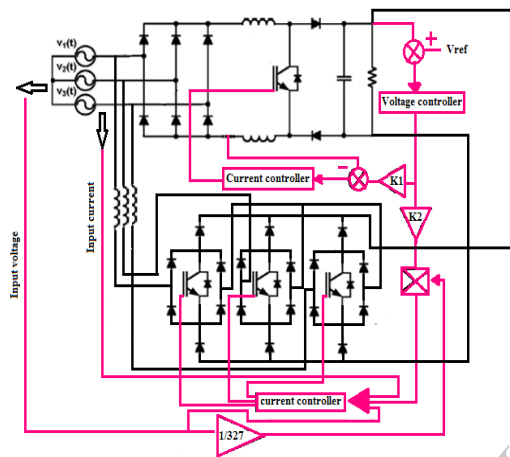 v₁(t)
v₂(t)
v₃(t)
+
Vref
Voltage controller
-
Current controller
K1
K2
Input current
Input voltage
current controller
1/327